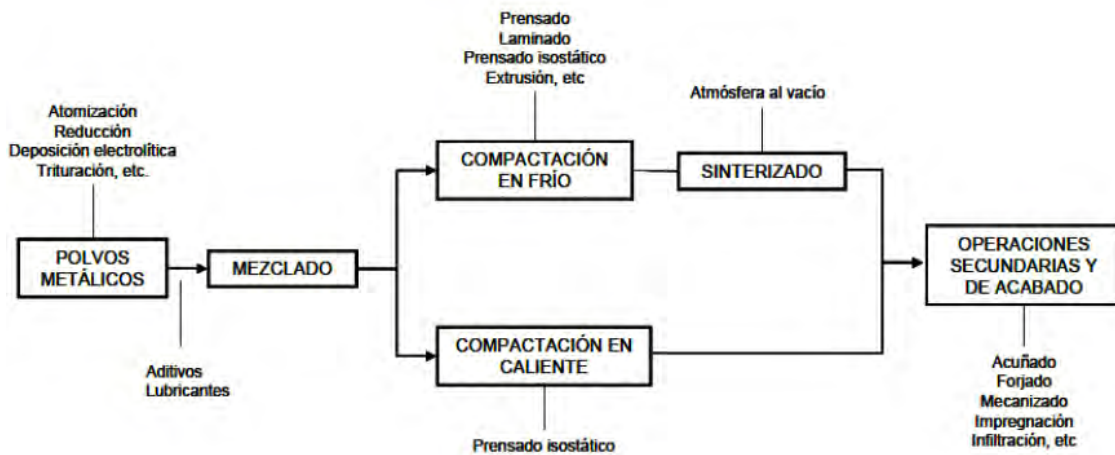 Prensado
Laminado
Prensado isostático
Extrusión, etc
Atmósfera al vacío
Atomización
Reducción
Deposición electrolítica
Trituración, etc.
COMPACTACIÓN
EN FRÍO
SINTERIZADO
POLVOS
METÁLICOS
MEZCLADO
OPERACIONES
SECUNDARIAS Y
DE ACABADO
Aditivos
Lubricantes
COMPACTACIÓN EN
CALIENTE
Prensado isostático
Acuñado
Forjado
Mecanizado
Impregnación
Infiltración, etc